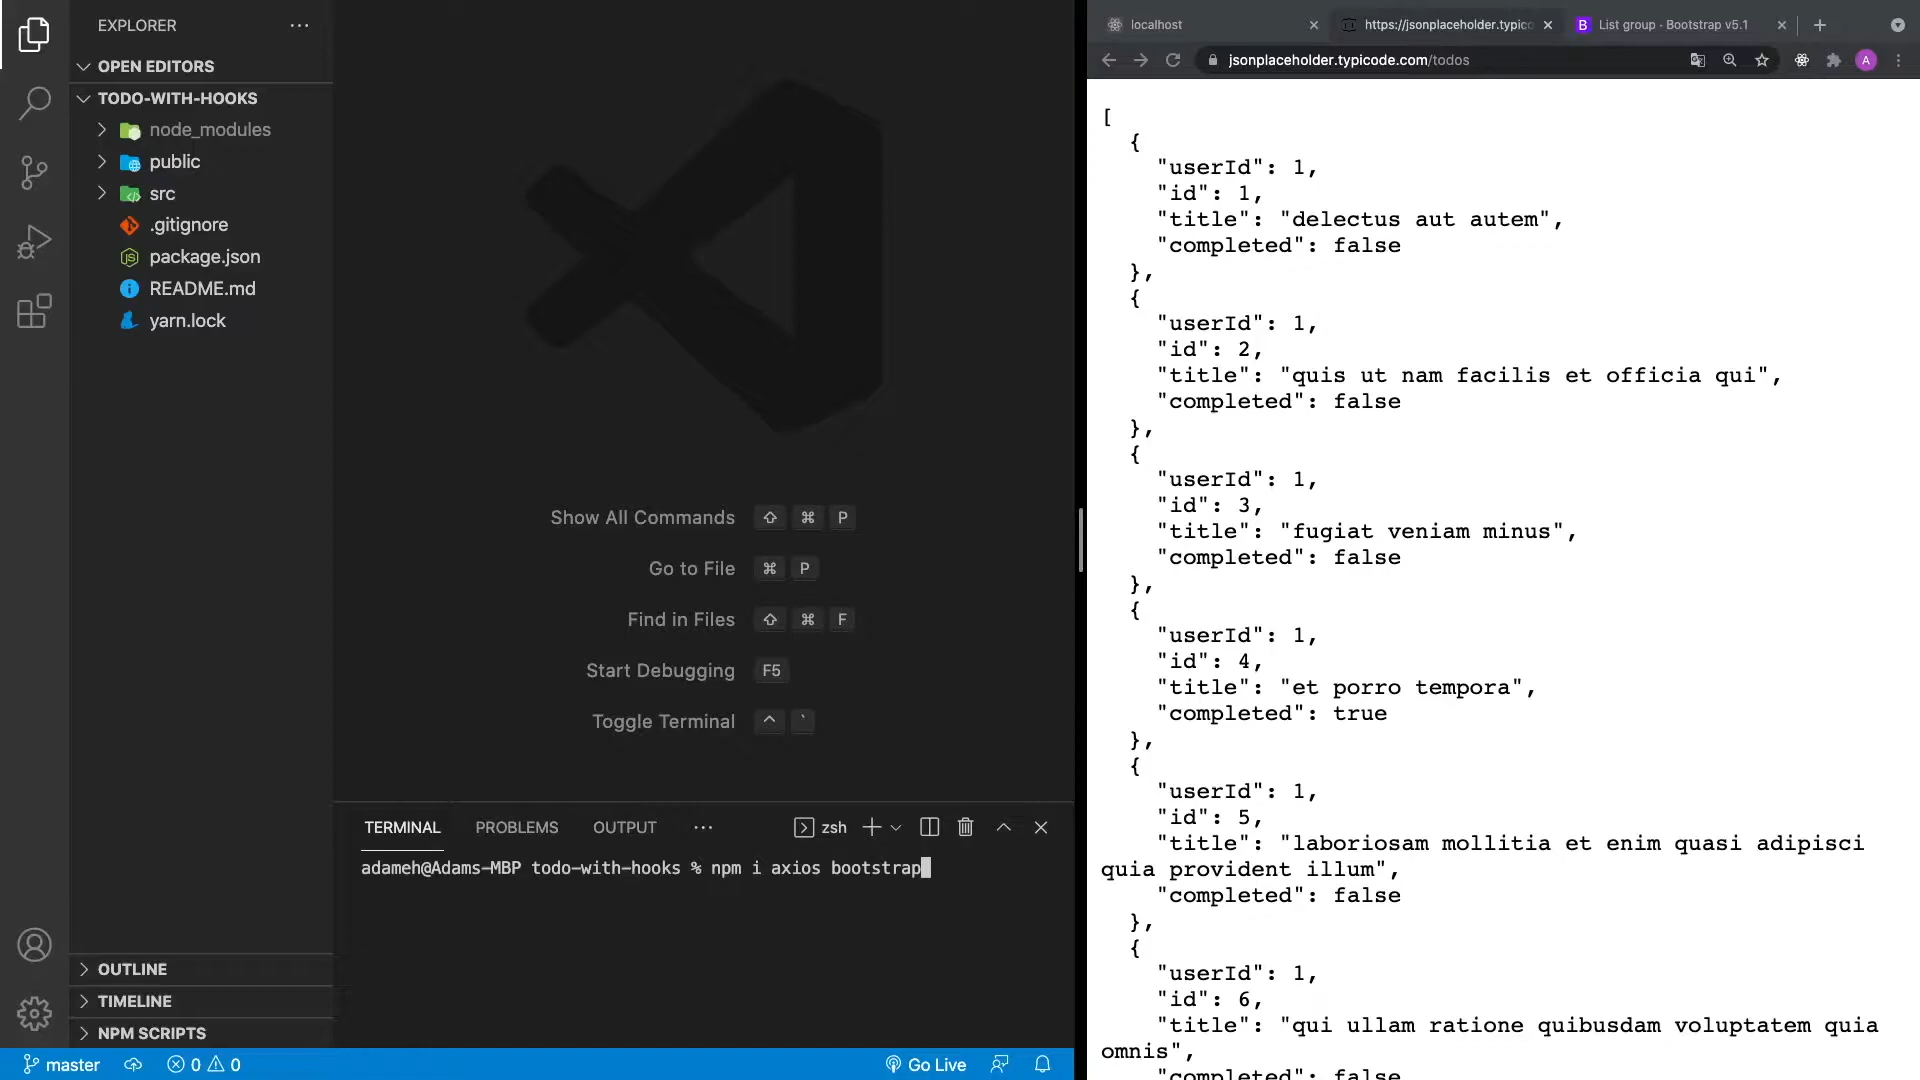 EXPLORER
OPEN EDITORS
TODO-WITH-HOOKS
node_modules
public
src
.gitignore
package.json
README.md
yarn.lock
OUTLINE
TIMELINE
NPM SCRIPTS
Show All Commands ⇧ ⌘ P
Go to File ⌘ P
Find in Files ⇧ ⌘ F
Start Debugging F5
Toggle Terminal ^ `
TERMINAL PROBLEMS OUTPUT ··· zsh
adameh@Adams-MBP todo-with-hooks % npm i axios bootstrap
master 0 0 Go Live
localhost https://jsonplaceholder.typico B List group · Bootstrap v5.1
jsonplaceholder.typicode.com/todos A
[
{
"userId": 1,
"id": 1,
"title": "delectus aut autem",
"completed": false
},
{
"userId": 1,
"id": 2,
"title": "quis ut nam facilis et officia qui",
"completed": false
},
{
"userId": 1,
"id": 3,
"title": "fugiat veniam minus",
"completed": false
},
{
"userId": 1,
"id": 4,
"title": "et porro tempora",
"completed": true
},
{
"userId": 1,
"id": 5,
"title": "laboriosam mollitia et enim quasi adipisci
quia provident illum",
"completed": false
},
{
"userId": 1,
"id": 6,
"title": "qui ullam ratione quibusdam voluptatem quia
omnis",
"completed": false